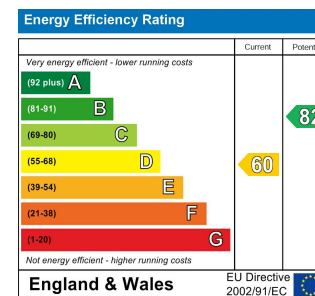 Energy Efficiency Rating
Current Potent
Very energy efficient - lower running costs
(92 plus) A
(81-91) B
82
(69-80) C
(55-68) D
60
(39-54) E
(21-38) F
(1-20) G
Not energy efficient - higher running costs
England & Wales
EU Directive
2002/91/EC